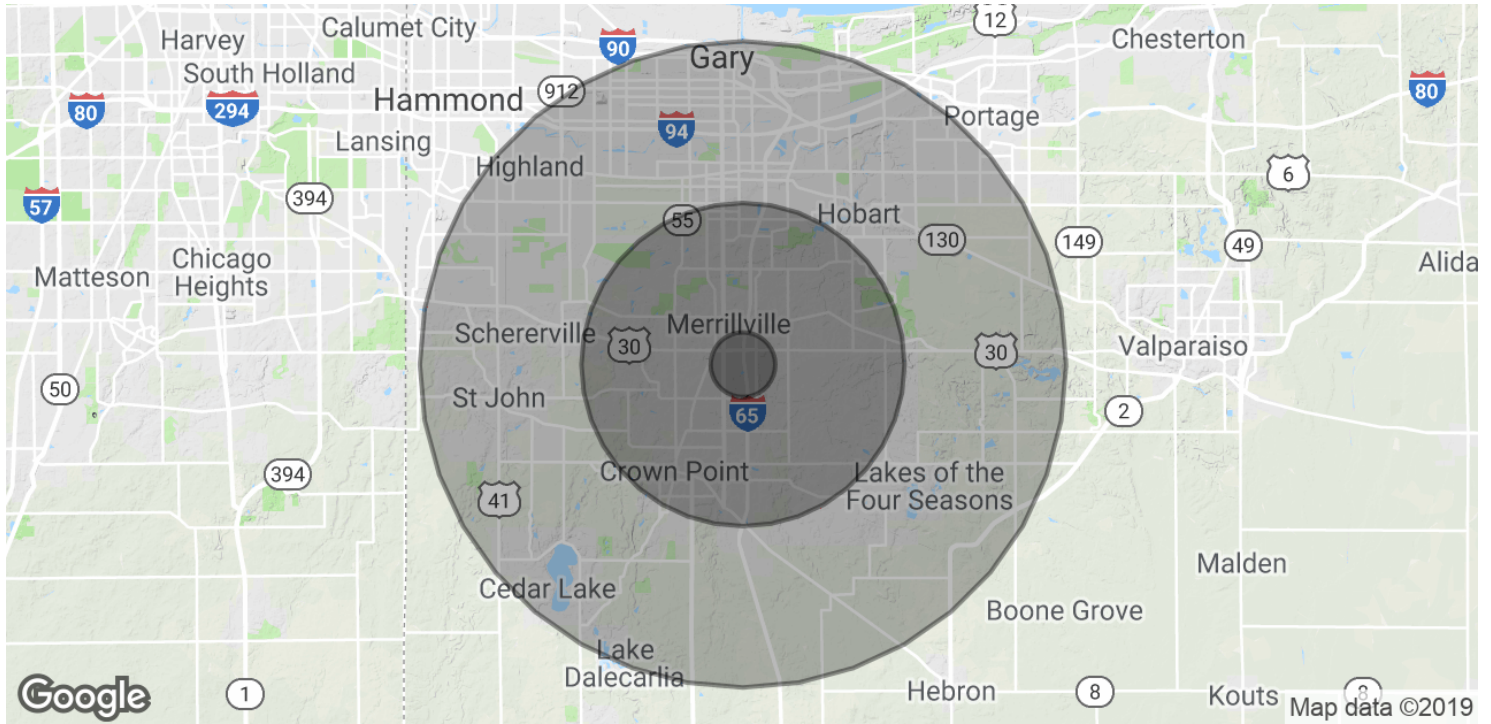 12
Calumet City
Harvey
Chesterton
90
Gary
South Holland
80
912
Hammond
80
294
Portage
94
Lansing
Highland
6
394
57
55
Hobart
130
149
49
Chicago
Heights
Alida
Matteson
Merrillville
Schererville
30
30
Valparaiso
50
St John
65
2
Crown Point
Lakes of the
Four Seasons
394
41
Malden
Cedar Lake
Boone Grove
Lake
Dalecarlia
Google
1
Hebron
8
Kouts
8
Map data ©2019